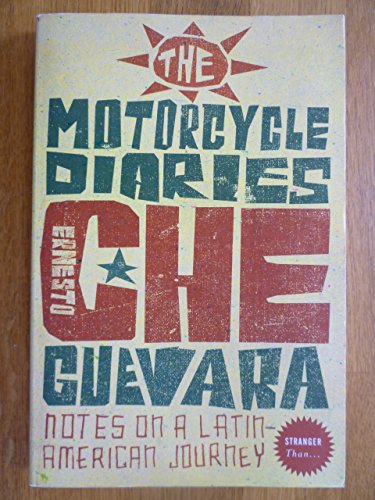 THE
MOTORCYCLE
DIARIES
ERNESTO
CHE
GUEVARA
NOTES ON A LATIN-
AMERICAN JOURNEY
STRANGER
Than...